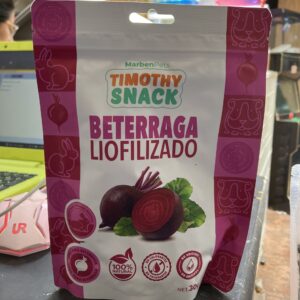 MarbenPets
TIMOTHY
SNACK
BETERRAGA
LIOFILIZADO
100%